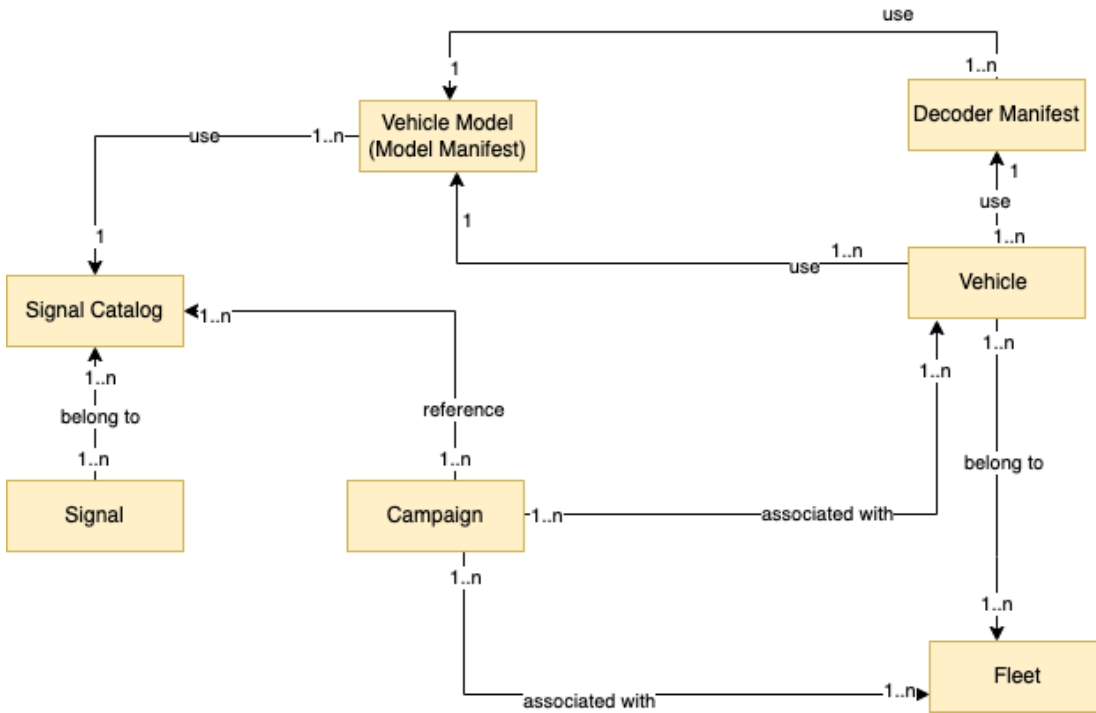 use
1
1..n
Vehicle Model
(Model Manifest)
Decoder Manifest
use
1..n
1
use
1
1
1..n
1..n
use
Vehicle
Signal Catalog
1..n
1..n
1..n
1..n
belong to
reference
1..n
1..n
belong to
Signal
Campaign
1..n
associated with
1..n
1..n
Fleet
associated with
1..n